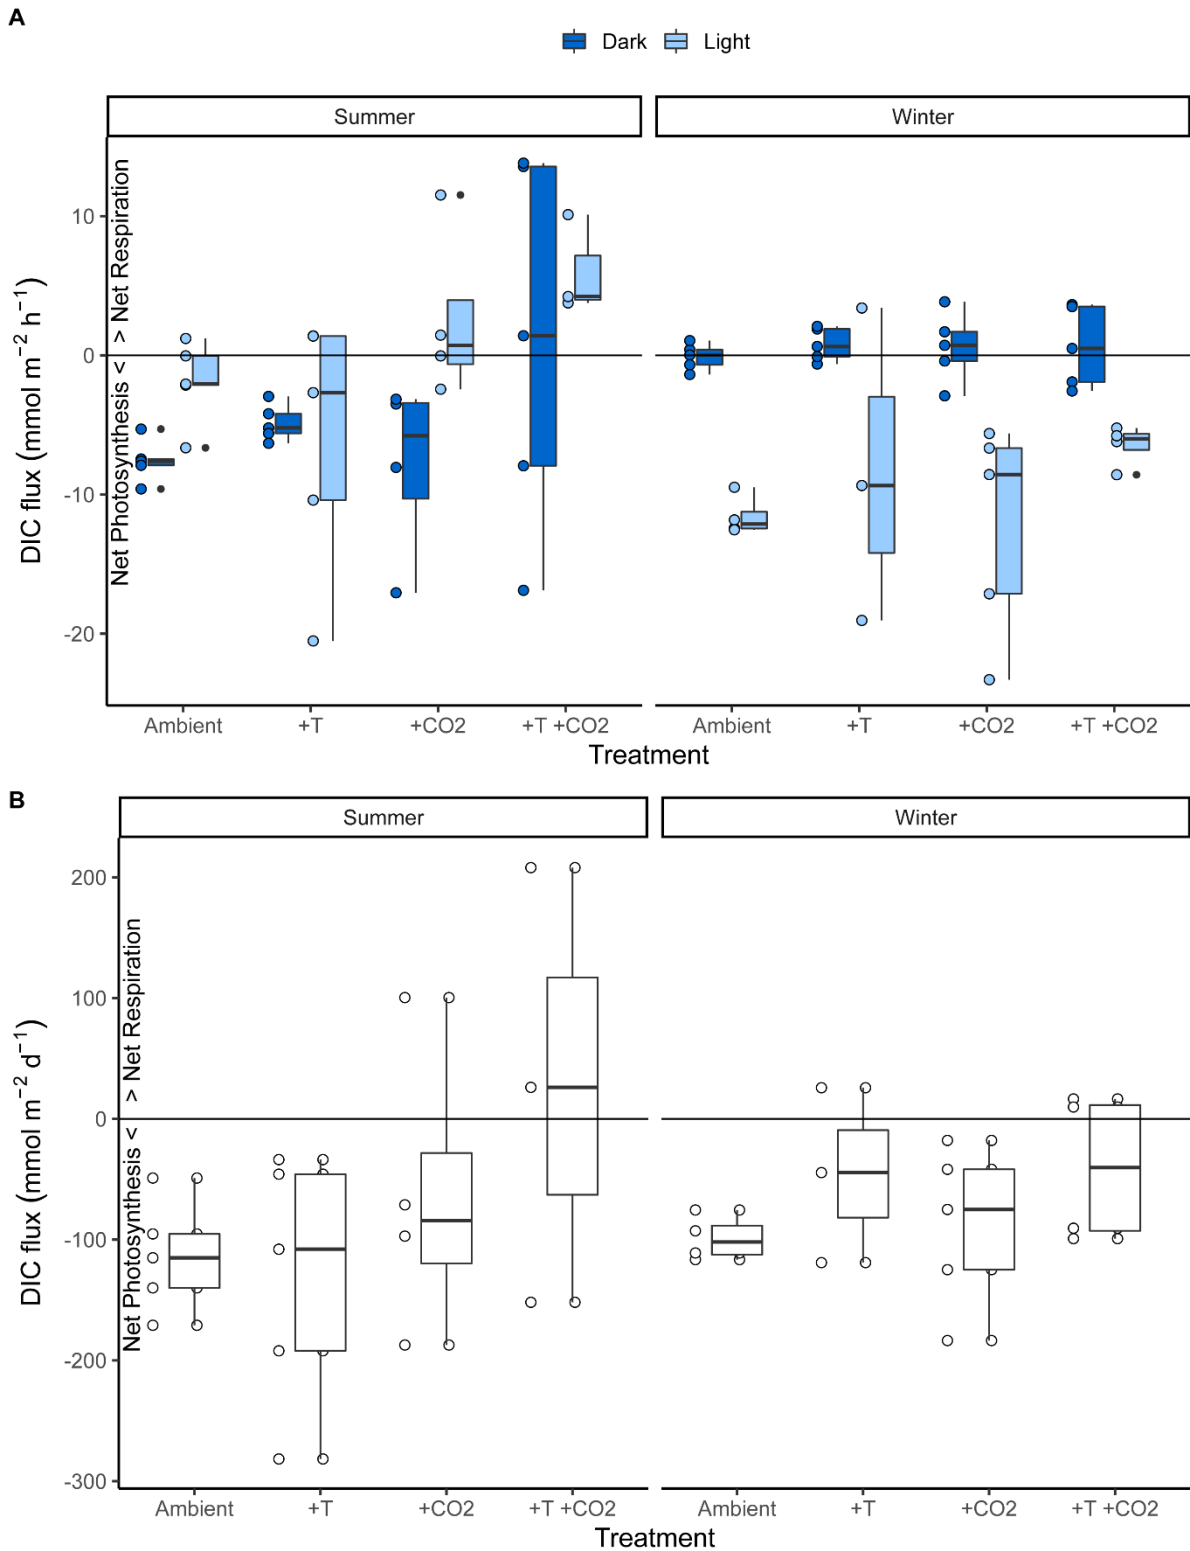 A
Dark Light
Summer Winter
DIC flux (mmol m−2 h−1)
Net Photosynthesis < > Net Respiration
10
0
-10
-20
Ambient +T +CO2 +T +CO2 Ambient +T +CO2 +T +CO2
Treatment
B
Summer Winter
DIC flux (mmol m−2 d−1)
Net Photosynthesis < > Net Respiration
200
100
0
-100
-200
-300
Ambient +T +CO2 +T +CO2 Ambient +T +CO2 +T +CO2
Treatment